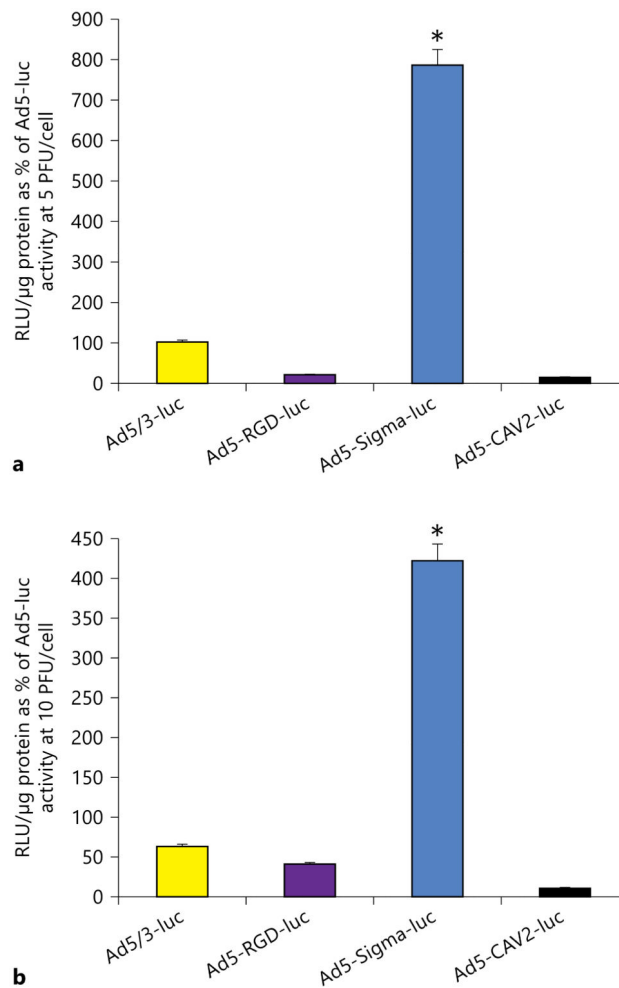 RLU/µg protein as % of Ad5-luc
activity at 5 PFU/cell
900
800
700
600
500
400
300
200
100
0
*
Ad5/3-luc
Ad5-RGD-luc
Ad5-Sigma-luc
Ad5-CAV2-luc
a
RLU/µg protein as % of Ad5-luc
activity at 10 PFU/cell
450
400
350
300
250
200
150
100
50
0
*
Ad5/3-luc
Ad5-RGD-luc
Ad5-Sigma-luc
Ad5-CAV2-luc
b